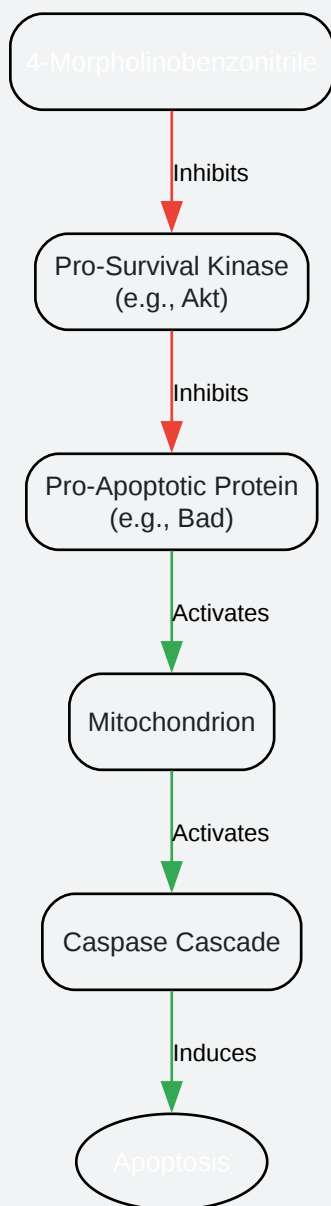 4-Morpholinobenzonitrile
Inhibits
Pro-Survival Kinase
(e.g., Akt)
Inhibits
Pro-Apoptotic Protein
(e.g., Bad)
Activates
Mitochondrion
Activates
Caspase Cascade
Induces
Apoptosis